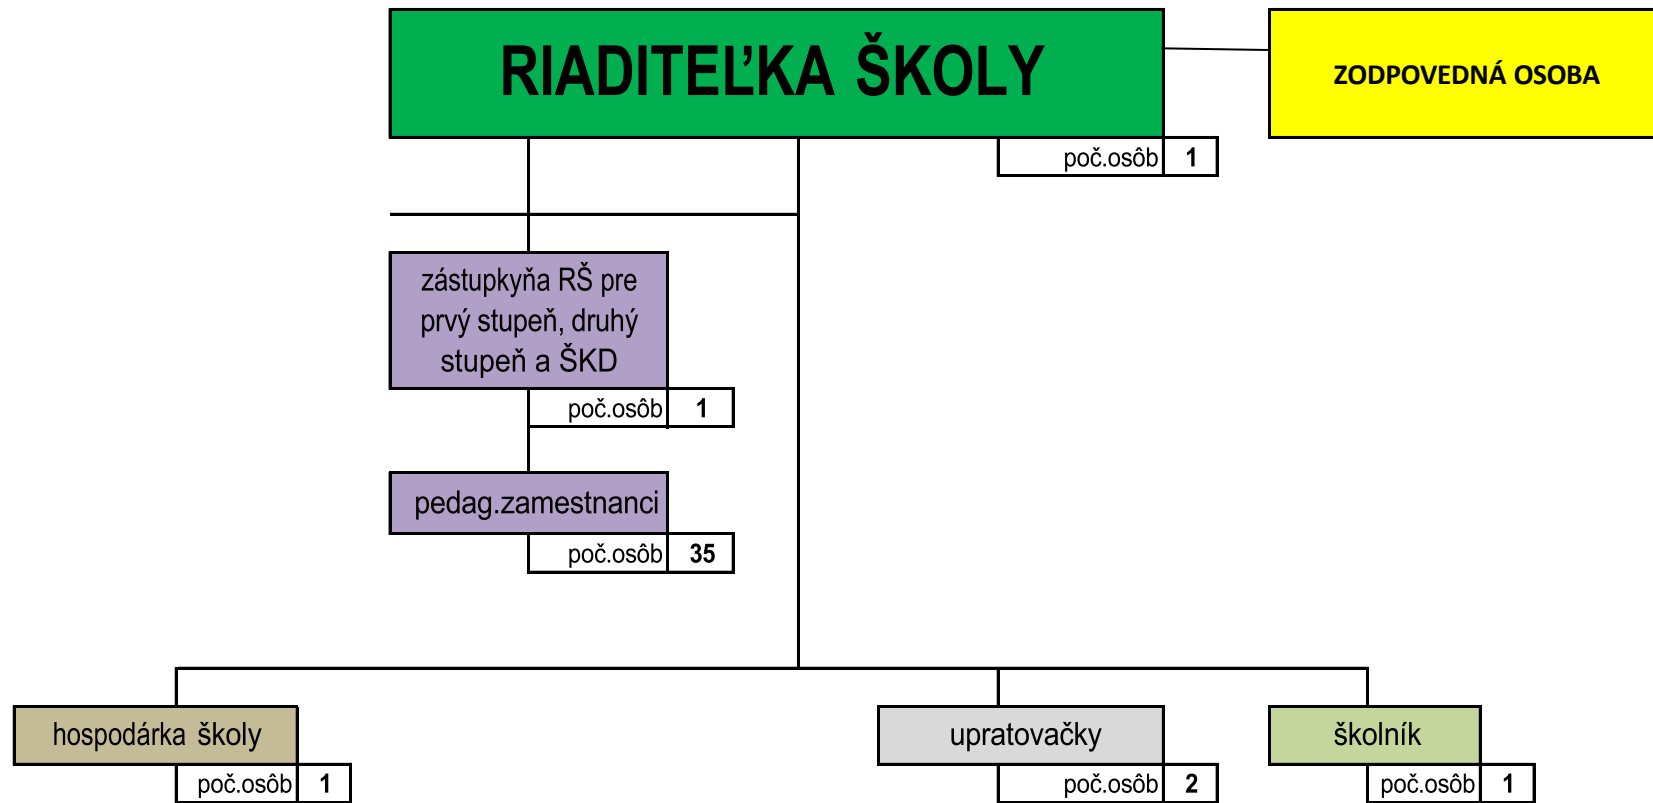 RIADITEĽKA ŠKOLY
ZODPOVEDNÁ OSOBA
poč.osôb 1
zástupkyňa RŠ pre
prvý stupeň, druhý
stupeň a ŠKD
poč.osôb 1
pedag.zamestnanci
poč.osôb 35
hospodárka školy
poč.osôb 1
upratovačky
poč.osôb 2
školník
poč.osôb 1